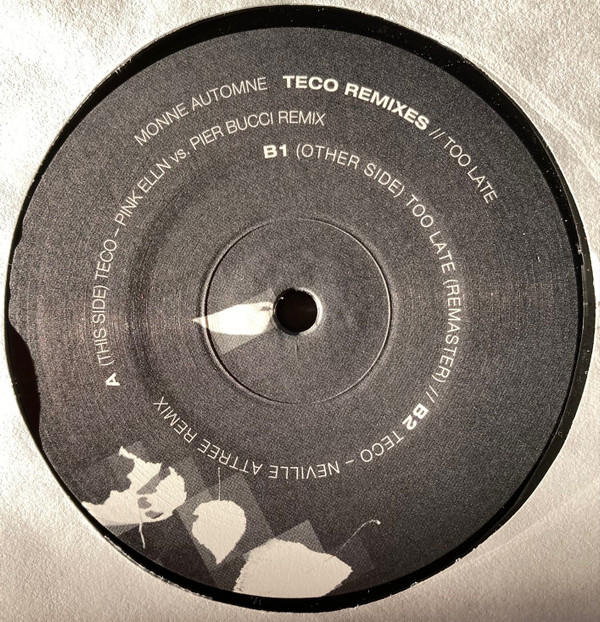 MONNE AUTOMNE TECO REMIXES // TOO LATE
A (THIS SIDE) TECO – PINK ELLN vs. PIER BUCCI REMIX
B1 (OTHER SIDE) TOO LATE (REMASTER) // B2 TECO – NEVILLE ATTREE REMIX